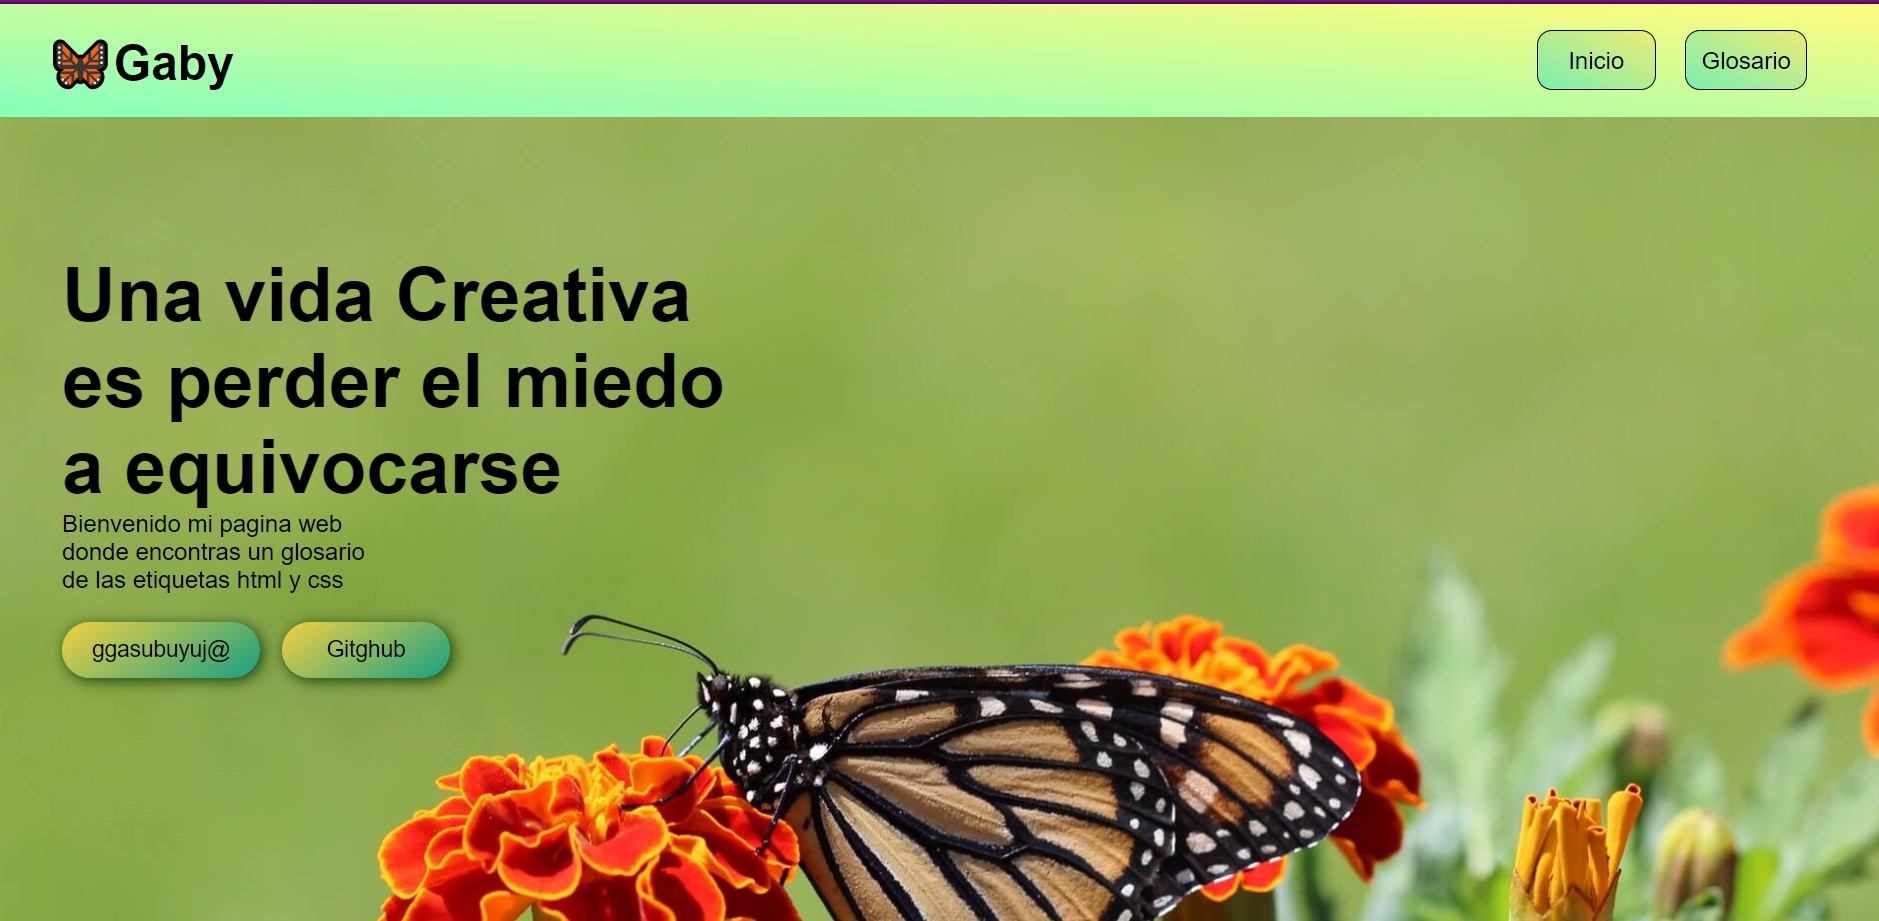 Gaby
Inicio
Glosario
Una vida Creativa
es perder el miedo
a equivocarse
Bienvenido mi pagina web
donde encontras un glosario
de las etiquetas html y css
ggasubuyuj@
Gitghub